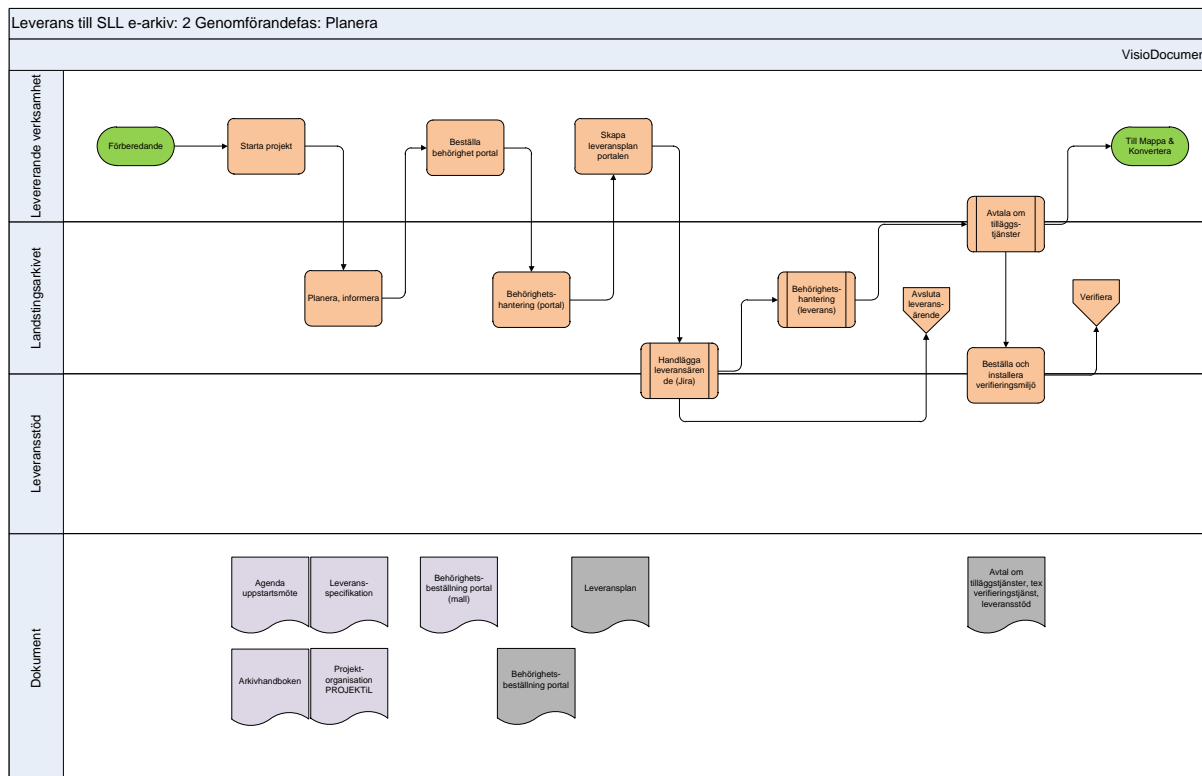 Leverans till SLL e-arkiv: 2 Genomförandefas: Planera
VisioDocument
Levererande verksamhet
Förberedande
Starta projekt
Beställa
behörighet portal
Skapa
leveransplan
portalen
Till Mappa &
Konvertera
Avtala om
tilläggs-
tjänster
Landstingsarkivet
Planera, informera
Behörighets-
hantering (portal)
Behörighets-
hantering
(leverans)
Avsluta
leverans-
ärende
Verifiera
Handlägga
leveransären
de (Jira)
Beställa och
installera
verifieringsmiljö
Leveransstöd
Dokument
Agenda
uppstartsmöte
Leverans-
specifikation
Behörighets-
beställning portal
(mall)
Leveransplan
Avtal om
tilläggstjänster, tex
verifieringstjänst,
leveransstöd
Arkivhandboken
Projekt-
organisation
PROJEKTiL
Behörighets-
beställning portal